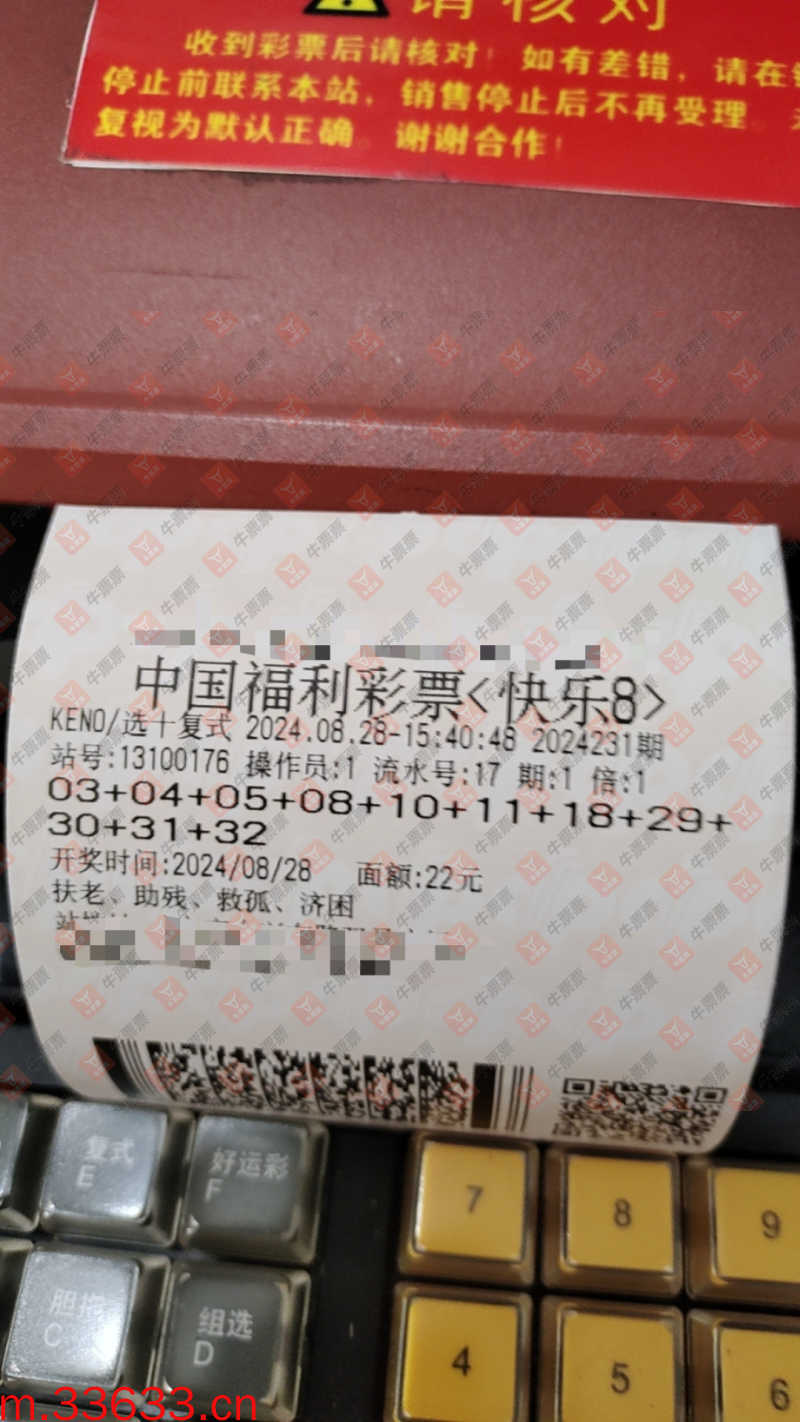 请核对
收到彩票后请核对！如有差错，请在
停止前联系本站，销售停止后不再受理。
复视为默认正确。谢谢合作！
中国福利彩票<快乐8>
KENO/选十复式 2024.08.28-15:40:48 2024231期
站号:13100176 操作员:1 流水号:17 期:1 倍:1
03+04+05+08+10+11+18+29+
30+31+32
开奖时间:2024/08/28 面额:22元
扶老、助残、救孤、济困
复式
E
好运彩
F
7
8
9
胆拖
C
组选
D
4
5
6
牛票票
m.33633.cn